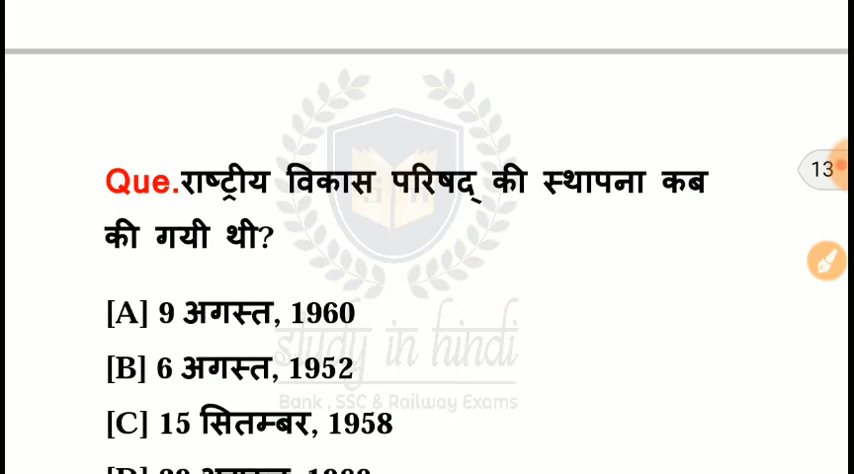 Que.राष्ट्रीय विकास परिषद् की स्थापना कब
की गयी थी?
[A] 9 अगस्त, 1960
[B] 6 अगस्त, 1952
[C] 15 सितम्बर, 1958
study in hindi
Bank , SSC & Railway Exams
13